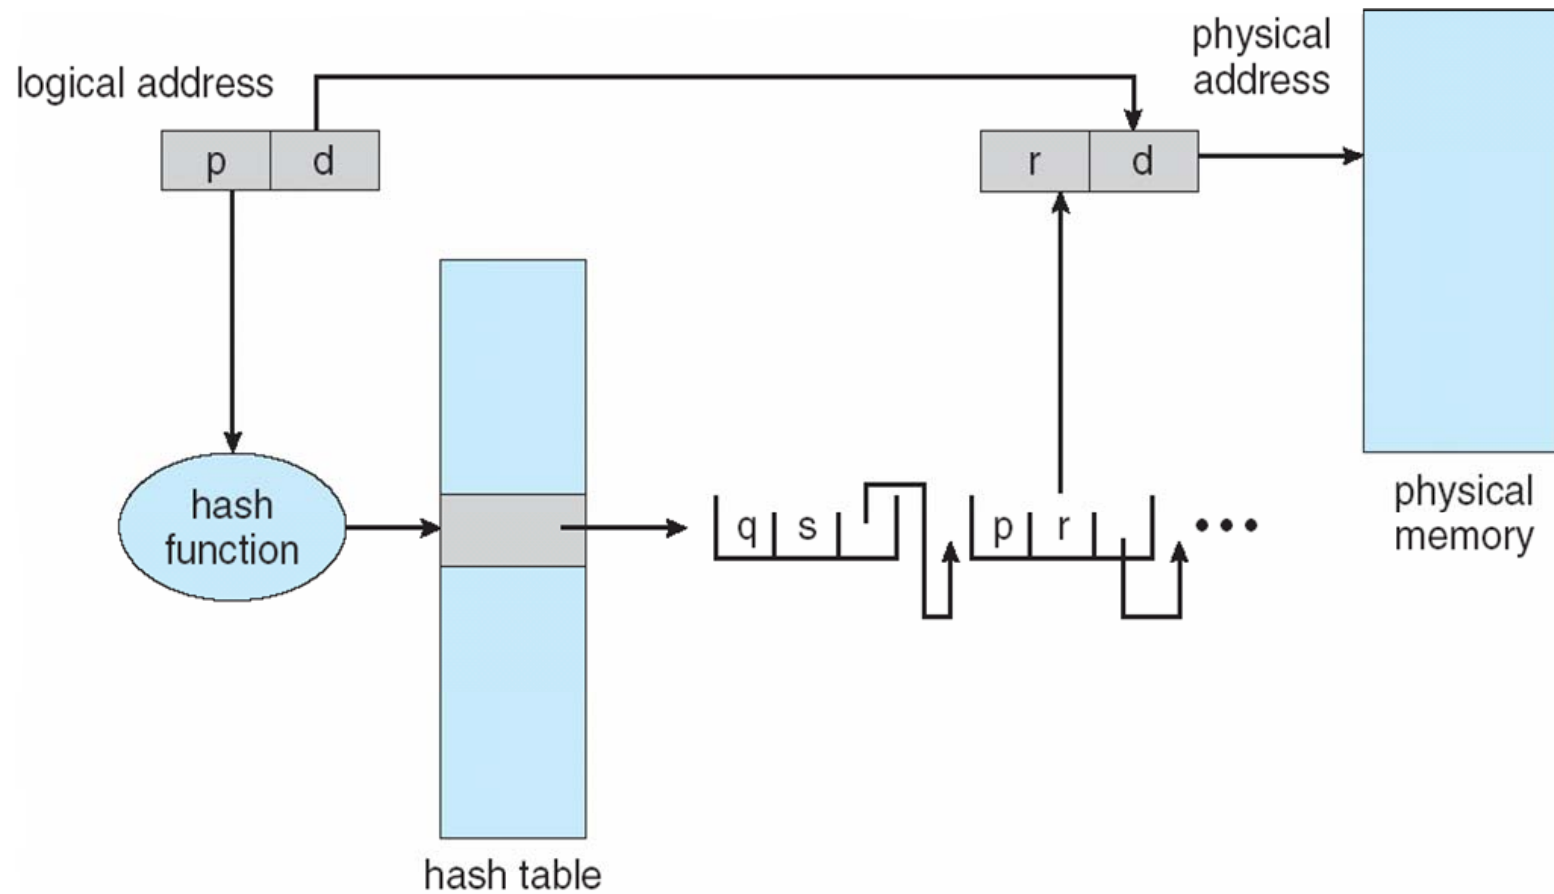 physical
address
logical address
p d
r d
hash
function
q s
p r
•••
physical
memory
hash table